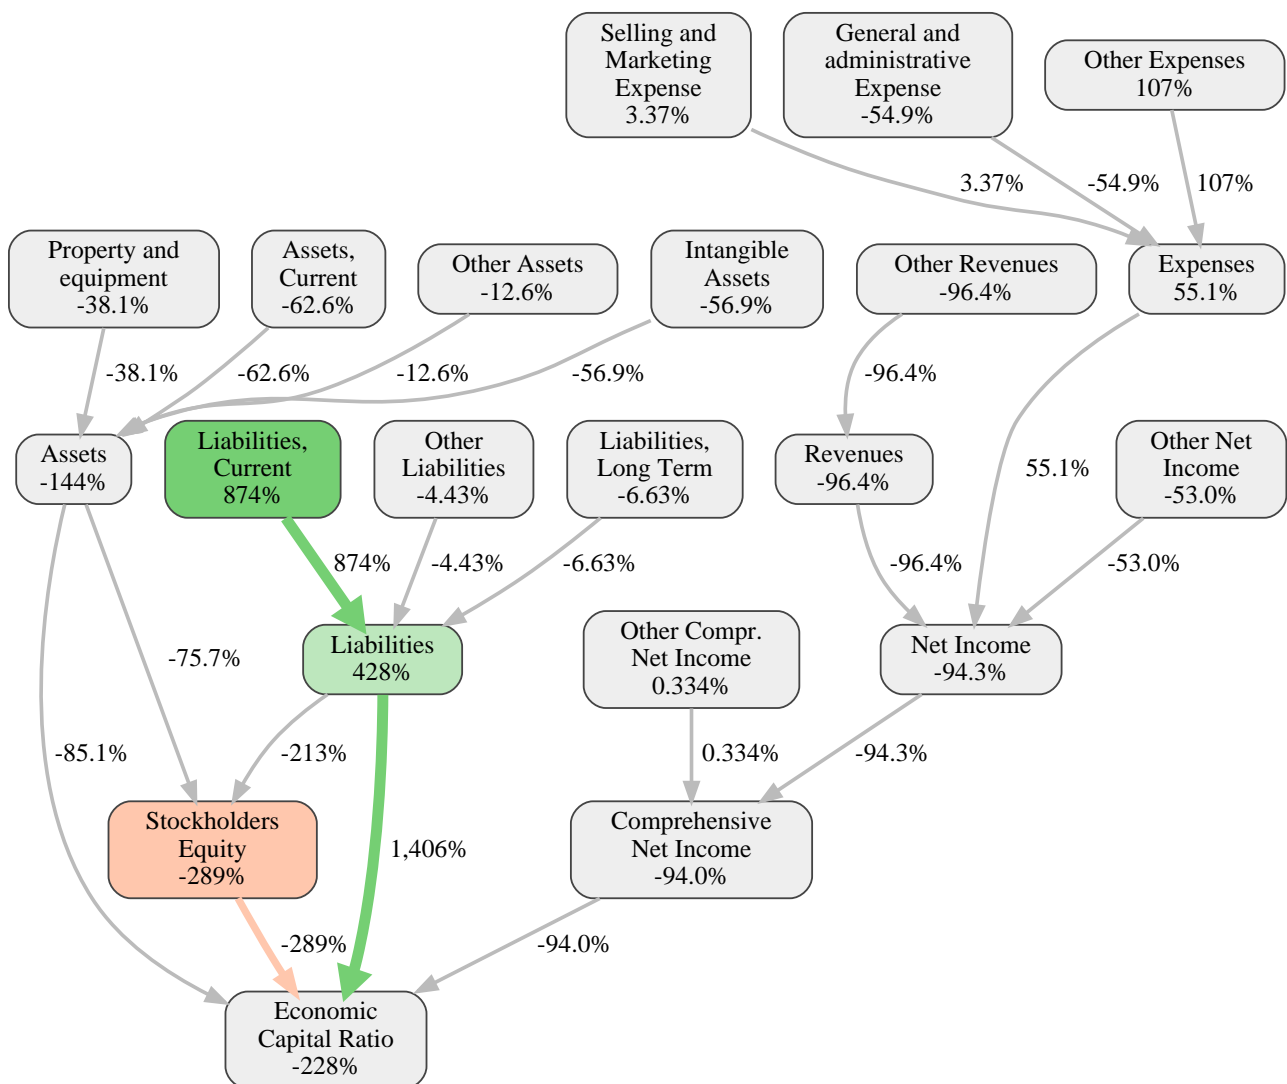 Selling and
Marketing
Expense
3.37%
General and
administrative
Expense
-54.9%
Other Expenses
107%
3.37%
-54.9%
107%
Property and
equipment
-38.1%
Assets,
Current
-62.6%
Other Assets
-12.6%
Intangible
Assets
-56.9%
Other Revenues
-96.4%
Expenses
55.1%
-38.1%
-62.6%
-12.6%
-56.9%
-96.4%
Assets
-144%
Liabilities,
Current
874%
Other
Liabilities
-4.43%
Liabilities,
Long Term
-6.63%
Revenues
-96.4%
55.1%
Other Net
Income
-53.0%
874%
-4.43%
-6.63%
-96.4%
-53.0%
-75.7%
Liabilities
428%
Other Compr.
Net Income
0.334%
Net Income
-94.3%
-85.1%
-213%
0.334%
-94.3%
Stockholders
Equity
-289%
1,406%
Comprehensive
Net Income
-94.0%
-289%
-94.0%
Economic
Capital Ratio
-228%